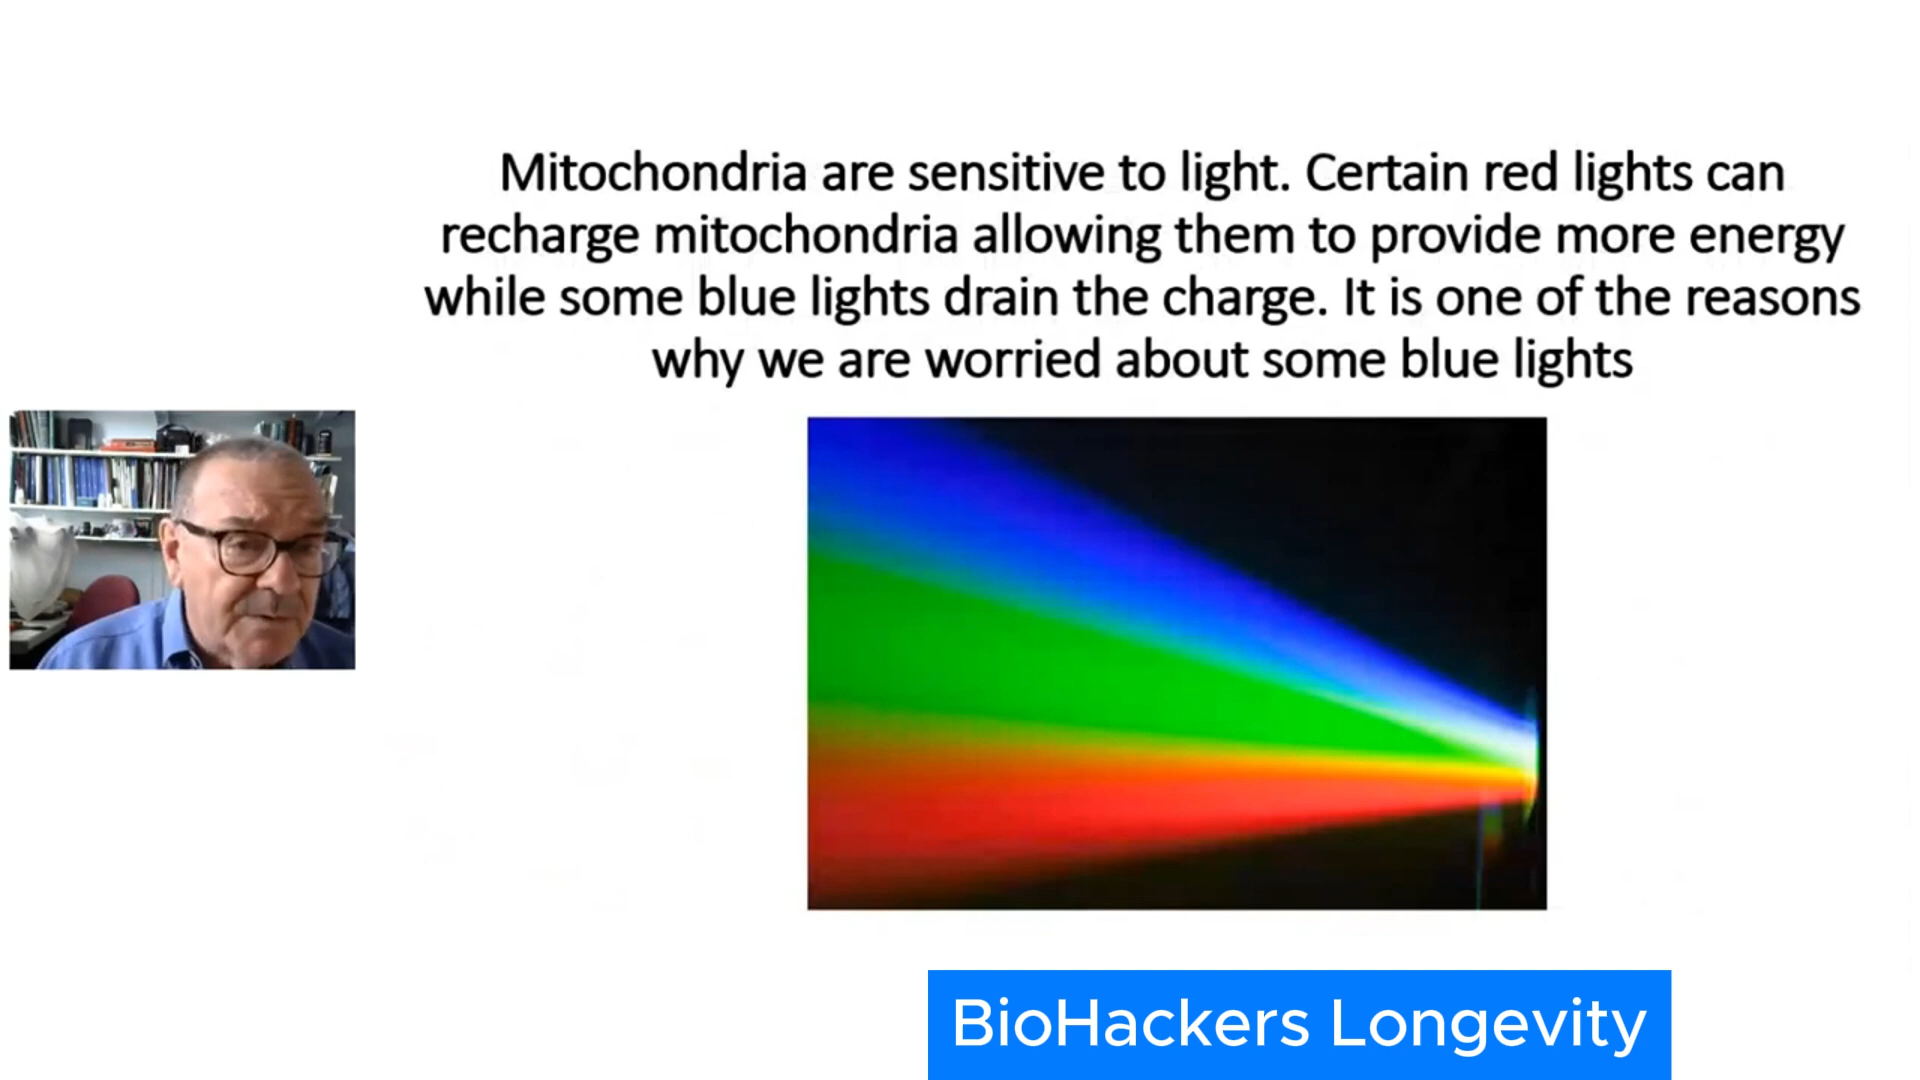 Mitochondria are sensitive to light. Certain red lights can
recharge mitochondria allowing them to provide more energy
while some blue lights drain the charge. It is one of the reasons
why we are worried about some blue lights
BioHackers Longevity